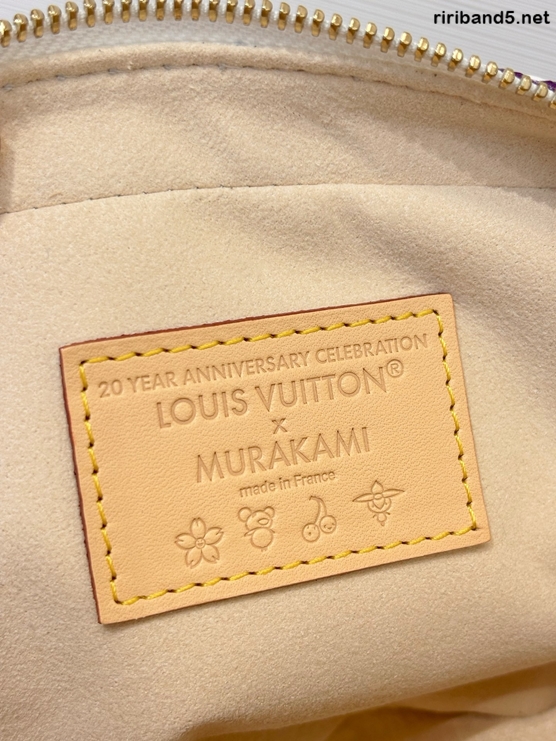 ririband5.net
20 YEAR ANNIVERSARY CELEBRATION
LOUIS VUITTON®
x
MURAKAMI
made in France